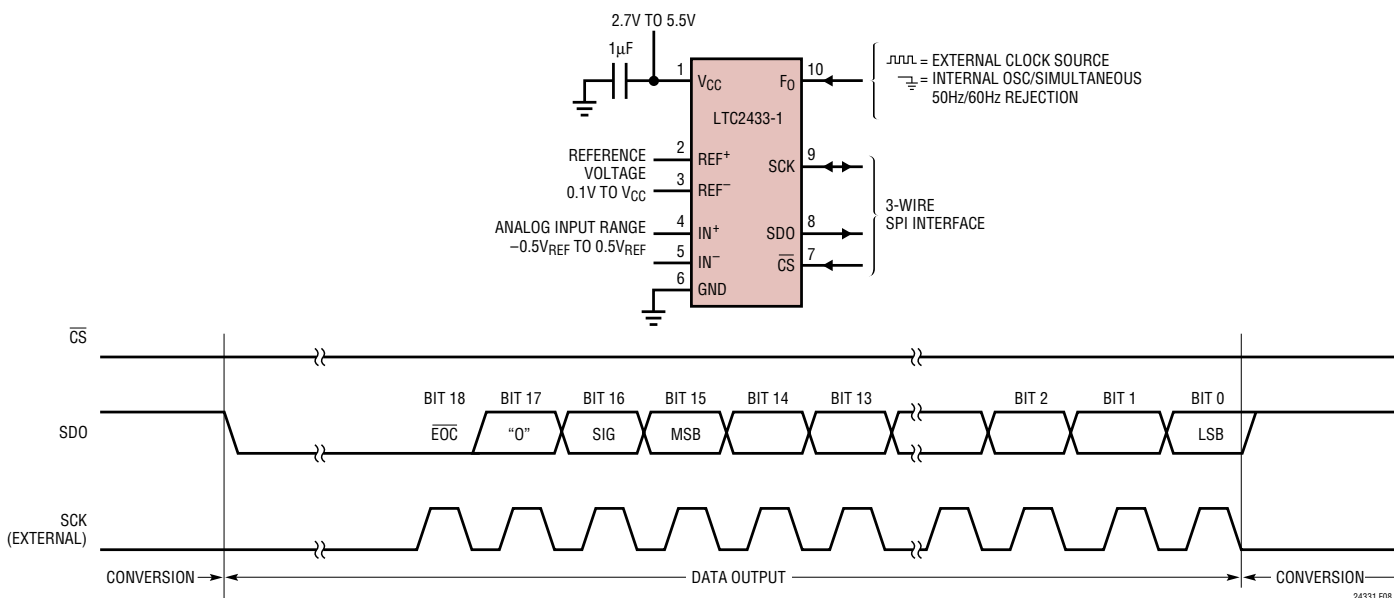 2.7V TO 5.5V
1µF
1
VCC
FO
10
= EXTERNAL CLOCK SOURCE
= INTERNAL OSC/SIMULTANEOUS
50Hz/60Hz REJECTION
LTC2433-1
REFERENCE
VOLTAGE
0.1V TO VCC
2
REF+
3
REF–
SCK
9
ANALOG INPUT RANGE
–0.5VREF TO 0.5VREF
4
IN+
5
IN–
6
GND
SDO
8
CS
7
3-WIRE
SPI INTERFACE
CS
SDO
BIT 18
BIT 17
BIT 16
BIT 15
BIT 14
BIT 13
BIT 2
BIT 1
BIT 0
EOC
“O”
SIG
MSB
LSB
SCK
(EXTERNAL)
CONVERSION
DATA OUTPUT
CONVERSION
24331 F08